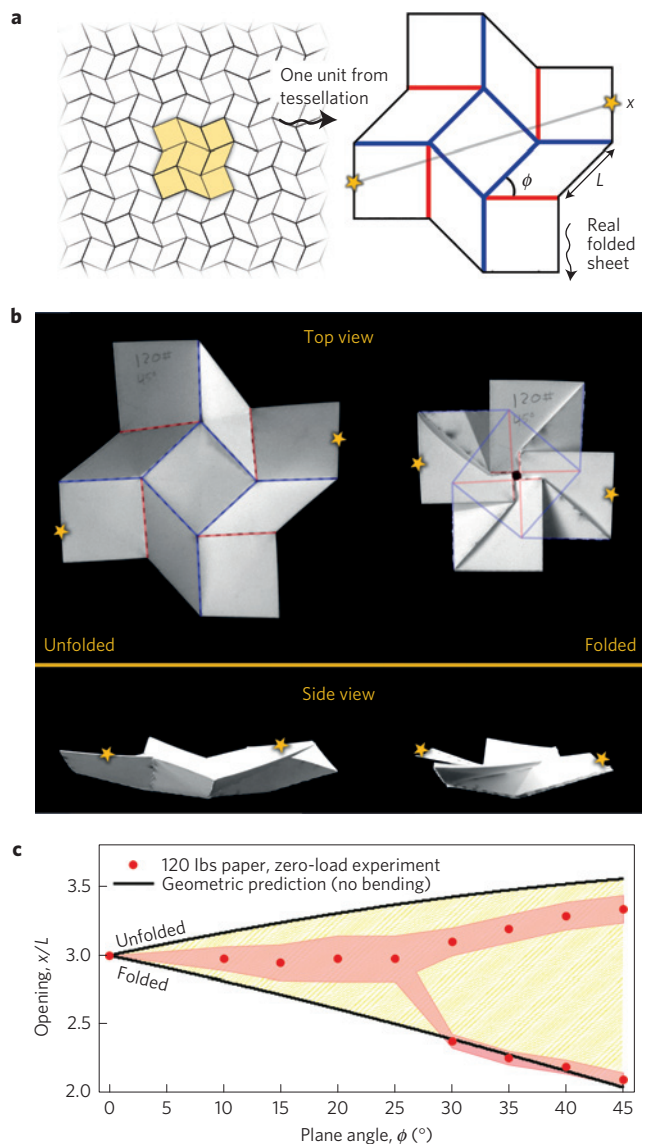 a
One unit from
tessellation
x
ϕ
L
Real
folded
sheet
b
Top view
120#
45°
120#
Unfolded
Folded
Side view
c
120 lbs paper, zero-load experiment
Geometric prediction (no bending)
3.5
Unfolded
3.0
Folded
2.5
2.0
Opening, x/L
0 5 10 15 20 25 30 35 40 45
Plane angle, ϕ (°)